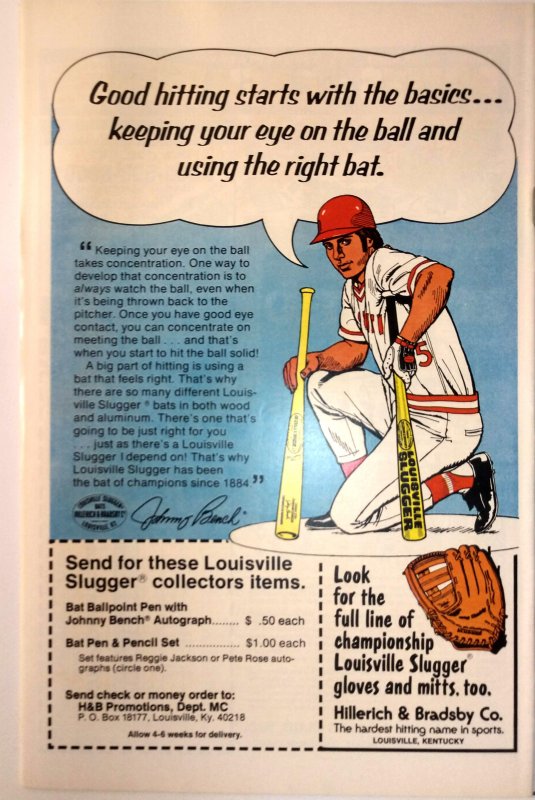 Good hitting starts with the basics...
keeping your eye on the ball and
using the right bat.
“Keeping your eye on the ball
takes concentration. One way to
develop that concentration is to
always watch the ball, even when
it's being thrown back to the
pitcher. Once you have good eye
contact, you can concentrate on
meeting the ball . . . and that's
when you start to hit the ball solid!
A big part of hitting is using a
bat that feels right. That's why
there are so many different Louis-
ville Slugger® bats in both wood
and aluminum. There's one that's
going to be just right for you
. . . just as there's a Louisville
Slugger I depend on! That's why
Louisville Slugger has been
the bat of champions since 1884.”
LOUISVILLE SLUGGER
BATS
HILLERICH & BRADSBY Co
LOUISVILLE, KY.
Johnny Bench®
5
LOUISVILLE
SLUGGER
Send for these Louisville
Slugger® collectors items.
Bat Ballpoint Pen with
Johnny Bench® Autograph........ $ .50 each
Bat Pen & Pencil Set ................ $1.00 each
Set features Reggie Jackson or Pete Rose auto-
graphs (circle one).
Send check or money order to:
H&B Promotions, Dept. MC
P. O. Box 18177, Louisville, Ky. 40218
Allow 4-6 weeks for delivery.
Look
for the
full line of
championship
Louisville Slugger®
gloves and mitts, too.
Hillerich & Bradsby Co.
The hardest hitting name in sports.
LOUISVILLE, KENTUCKY